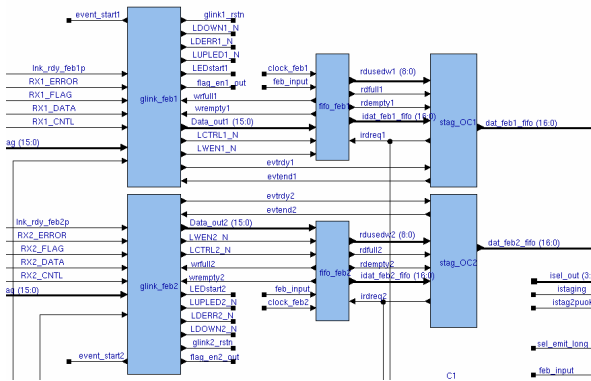 event_start1
glink1_rstn
LDOWN1_N
LDERR1_N
LUPLED1_N
LEDstart1
flag_en1_out
lnk_rdy_feb1p
RX1_ERROR
RX1_FLAG
RX1_DATA
RX1_CNTL
ag (15:0)
glink_feb1
wrfull1
wrempty1
Data_out1 (15:0)
LCTRL1_N
LWEN1_N
evtrdy1
evtend1
clock_feb1
feb_input
fifo_feb1
rdusedw1 (8:0)
rdfull1
rdempty1
idat_feb1_fifo (16:0)
irdreq1
stag_OC1
dat_feb1_fifo (16:0)
evtrdy2
evtend2
lnk_rdy_feb2p
RX2_ERROR
RX2_FLAG
RX2_DATA
RX2_CNTL
ag (15:0)
glink_feb2
Data_out2 (15:0)
LWEN2_N
LCTRL2_N
wrfull2
wrempty2
LEDstart2
LUPLED2_N
LDERR2_N
LDOWN2_N
glink2_rstn
flag_en2_out
event_start2
feb_input
clock_feb2
fifo_feb2
rdusedw2 (8:0)
rdfull2
rdempty2
idat_feb2_fifo (16:0)
irdreq2
stag_OC2
dat_feb2_fifo (16:0)
isel_out (3:
istaging
istag2puok
sel_emit_long
feb_input
C1